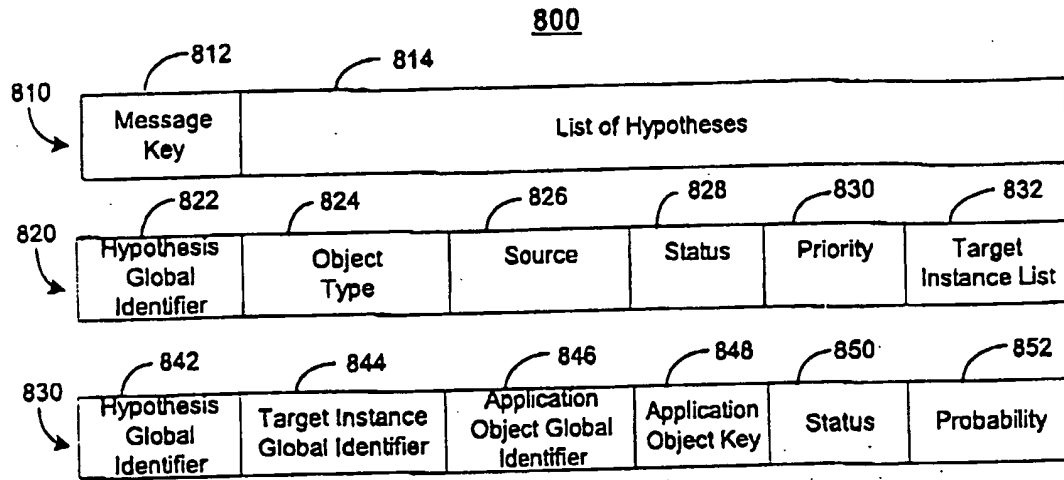 800
812 814
810
Message
Key
List of Hypotheses
822 824 826 828 830 832
820
Hypothesis
Global
Identifier
Object
Type
Source
Status
Priority
Target
Instance List
842 844 846 848 850 852
830
Hypothesis
Global
Identifier
Target Instance
Global Identifier
Application
Object Global
Identifier
Application
Object Key
Status
Probability